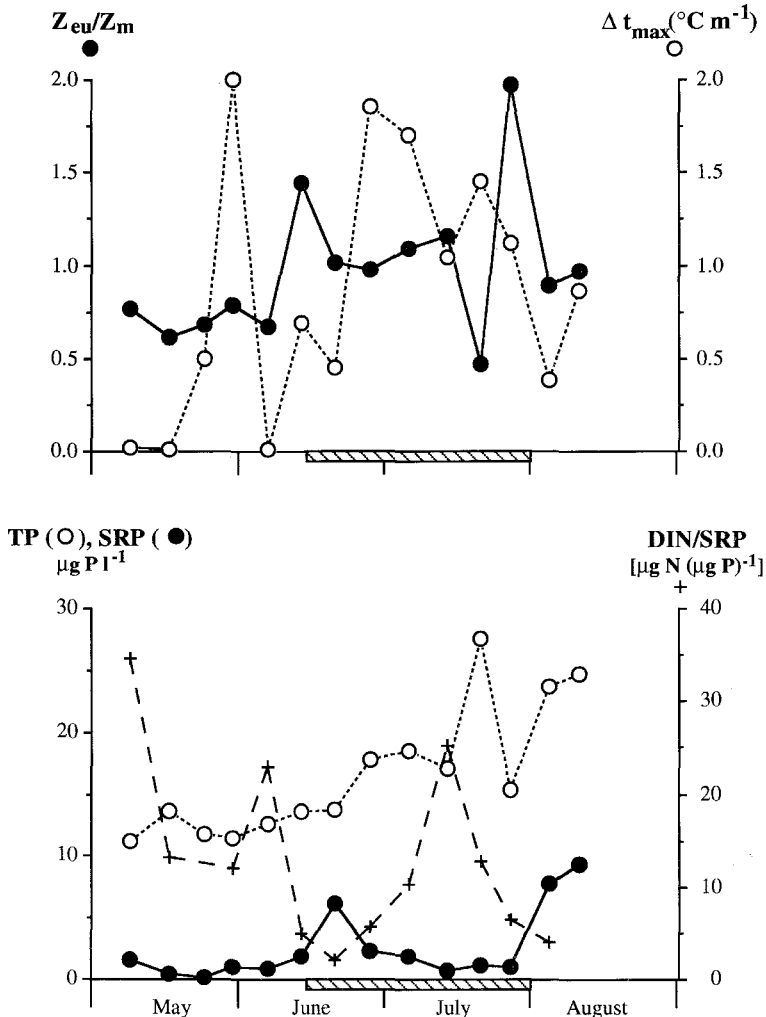 Zeu/Zm
Δ tmax(°C m-1)
2.0
1.5
1.0
0.5
0.0
2.0
1.5
1.0
0.5
0.0
TP (○), SRP (●)
µg P l-1
DIN/SRP
[µg N (µg P)-1]
+
30
20
10
0
40
30
20
10
0
May June July August